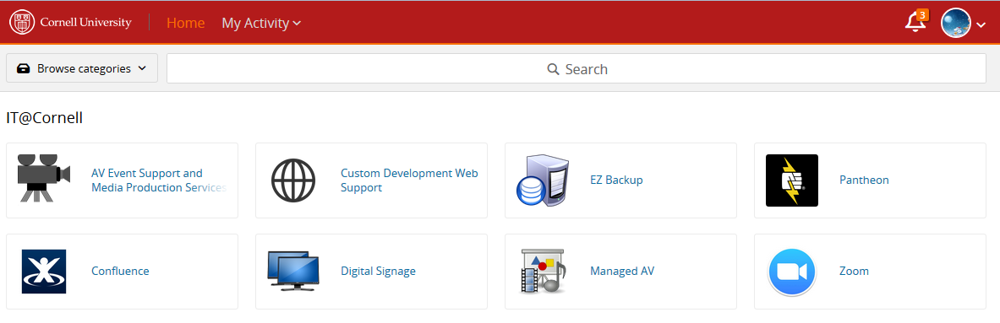 Cornell University
Home
My Activity
3
Browse categories
Search
IT@Cornell
AV Event Support and
Media Production Services
Custom Development Web
Support
EZ Backup
Pantheon
Confluence
Digital Signage
Managed AV
Zoom